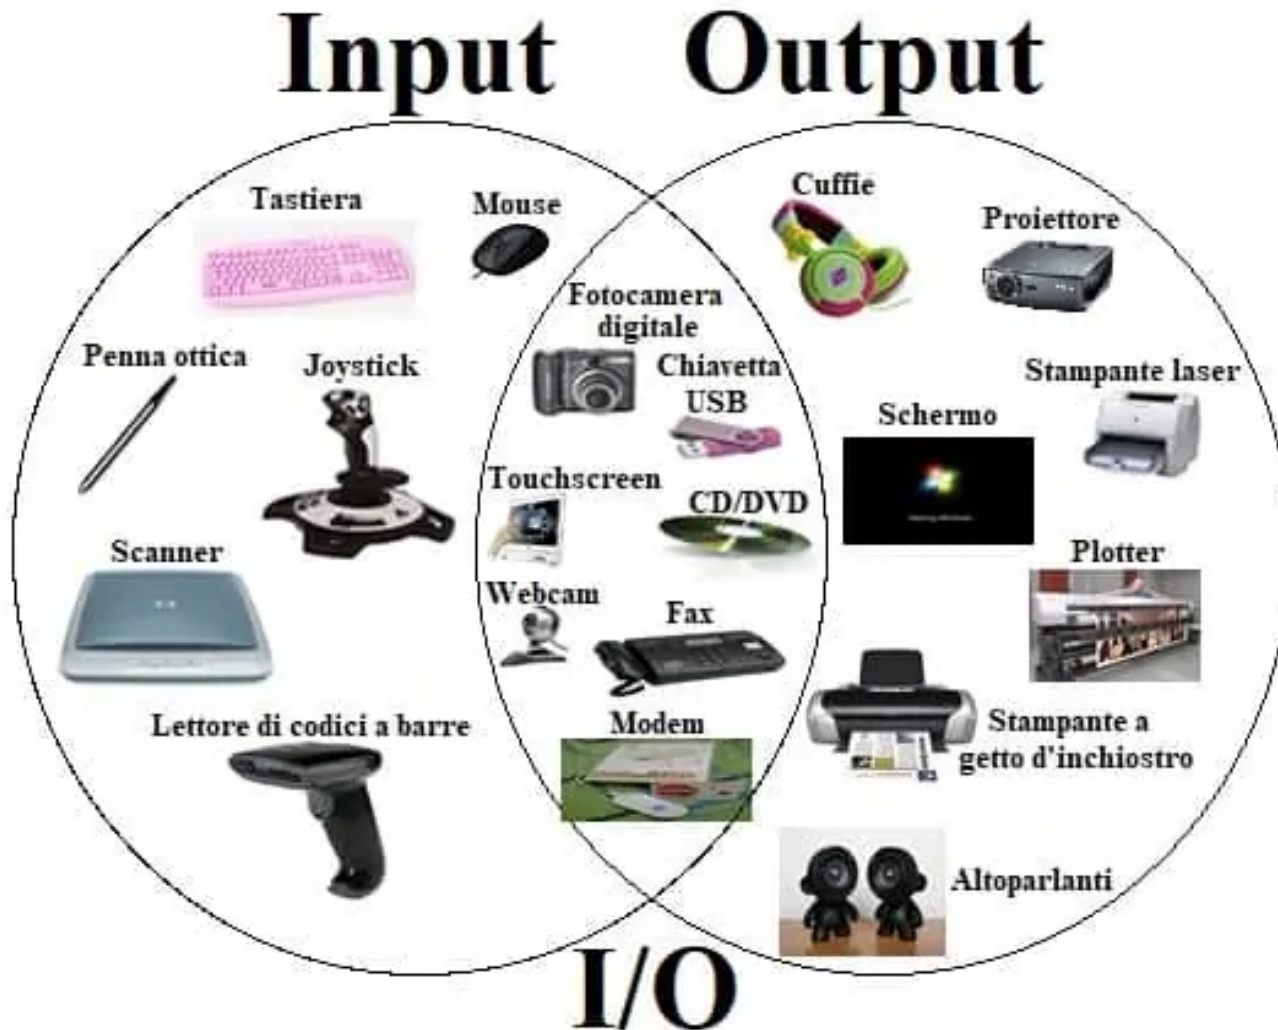 Input Output
Tastiera
Mouse
Cuffie
Proiettore
Fotocamera
digitale
Penna ottica
Joystick
Chiavetta
USB
Stampante laser
Schermo
Touchscreen
CD/DVD
Scanner
Plotter
Webcam
Fax
Lettore di codici a barre
Modem
Stampante a
getto d'inchiostro
Altoparlanti
I/O